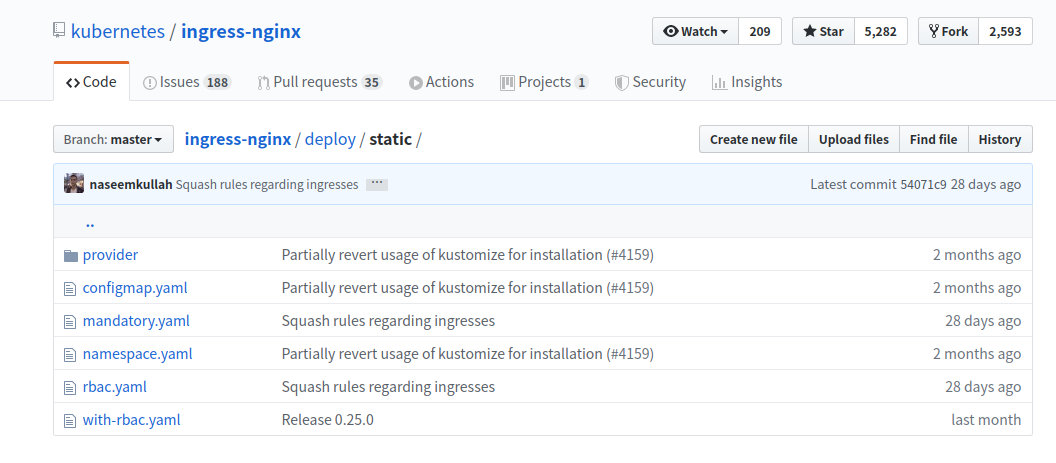 kubernetes / ingress-nginx Watch 209 Star 5,282 Fork 2,593
Code Issues 188 Pull requests 35 Actions Projects 1 Security Insights
Branch: master ingress-nginx / deploy / static / Create new file Upload files Find file History
naseemkullah Squash rules regarding ingresses ... Latest commit 54071c9 28 days ago
..
provider Partially revert usage of kustomize for installation (#4159) 2 months ago
configmap.yaml Partially revert usage of kustomize for installation (#4159) 2 months ago
mandatory.yaml Squash rules regarding ingresses 28 days ago
namespace.yaml Partially revert usage of kustomize for installation (#4159) 2 months ago
rbac.yaml Squash rules regarding ingresses 28 days ago
with-rbac.yaml Release 0.25.0 last month